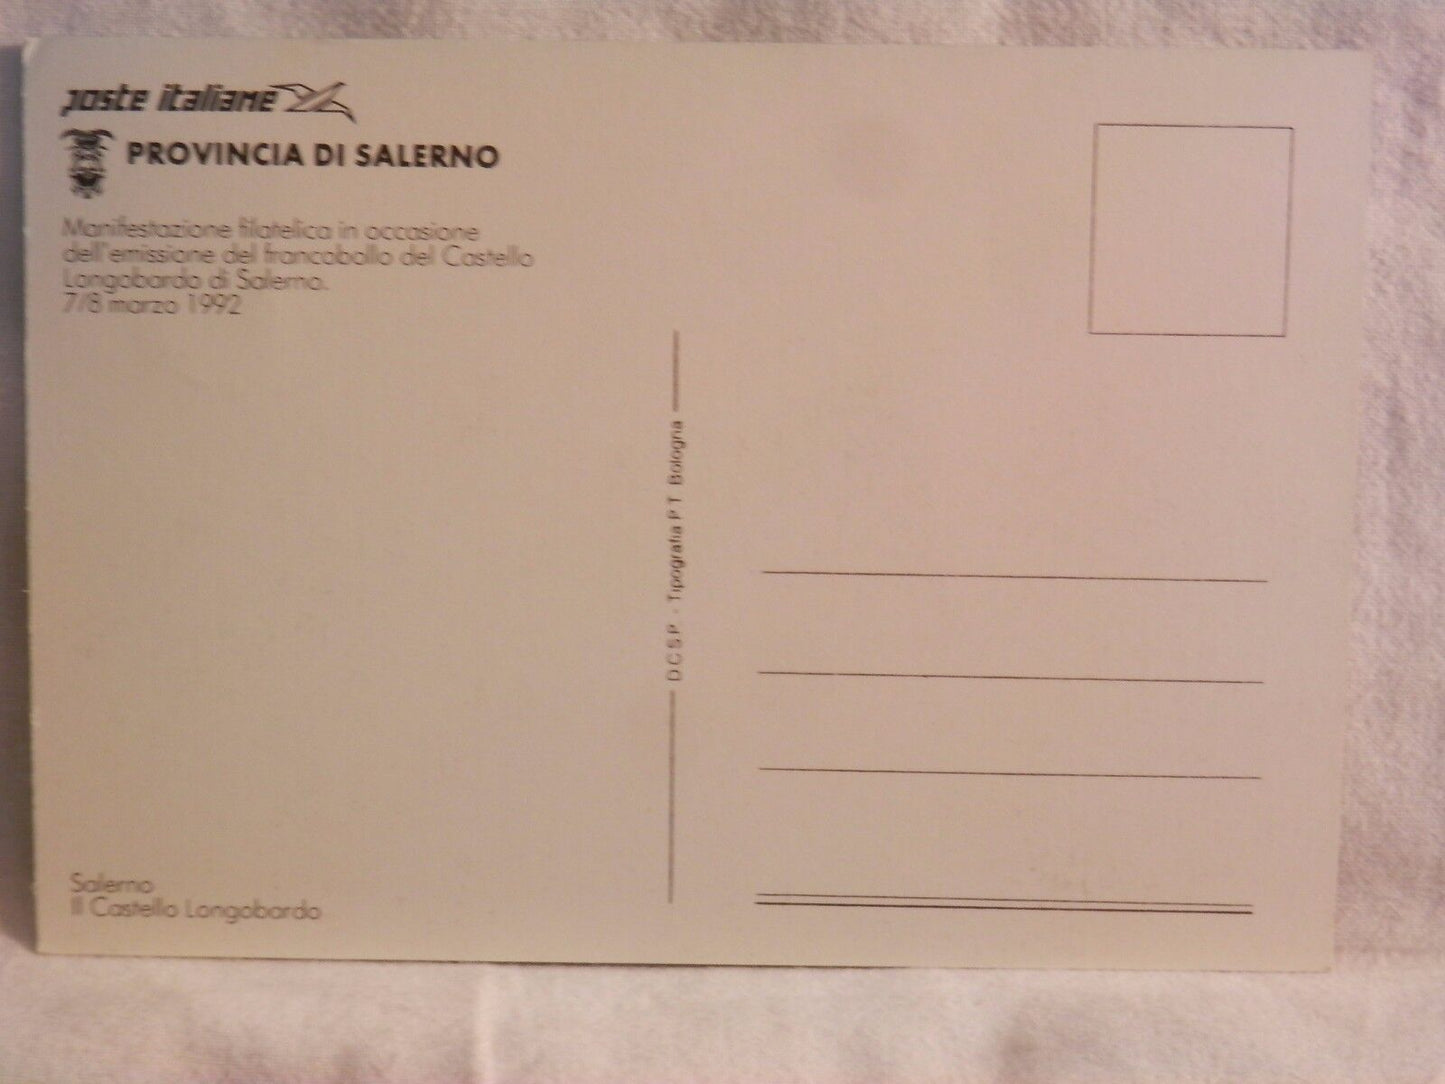 poste italiane
PROVINCIA DI SALERNO
Manifestazione filatelica in occasione
dell'emissione del francobollo del Castello
Longobardo di Salerno.
7/8 marzo 1992
DCSP - Tipografia PT Bologna
Salerno
Il Castello Longobardo